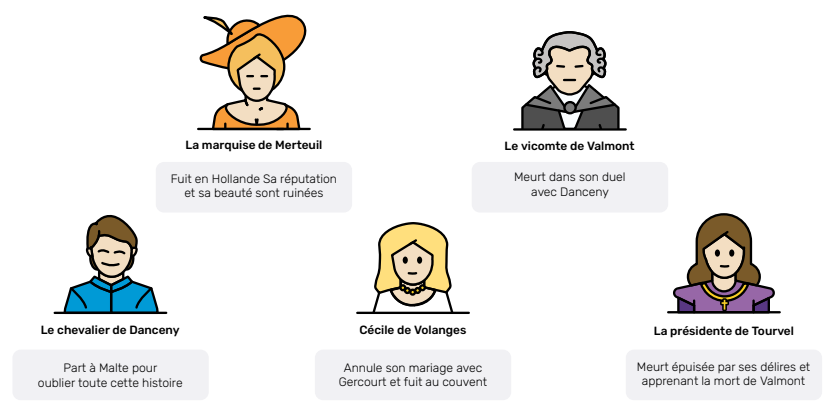 La marquise de Merteuil
Fuit en Hollande Sa réputation
et sa beauté sont ruinées
Le vicomte de Valmont
Meurt dans son duel
avec Danceny
Le chevalier de Danceny
Part à Malte pour
oublier toute cette histoire
Cécile de Volanges
Annule son mariage avec
Gercourt et fuit au couvent
La présidente de Tourvel
Meurt épuisée par ses délires et
apprenant la mort de Valmont